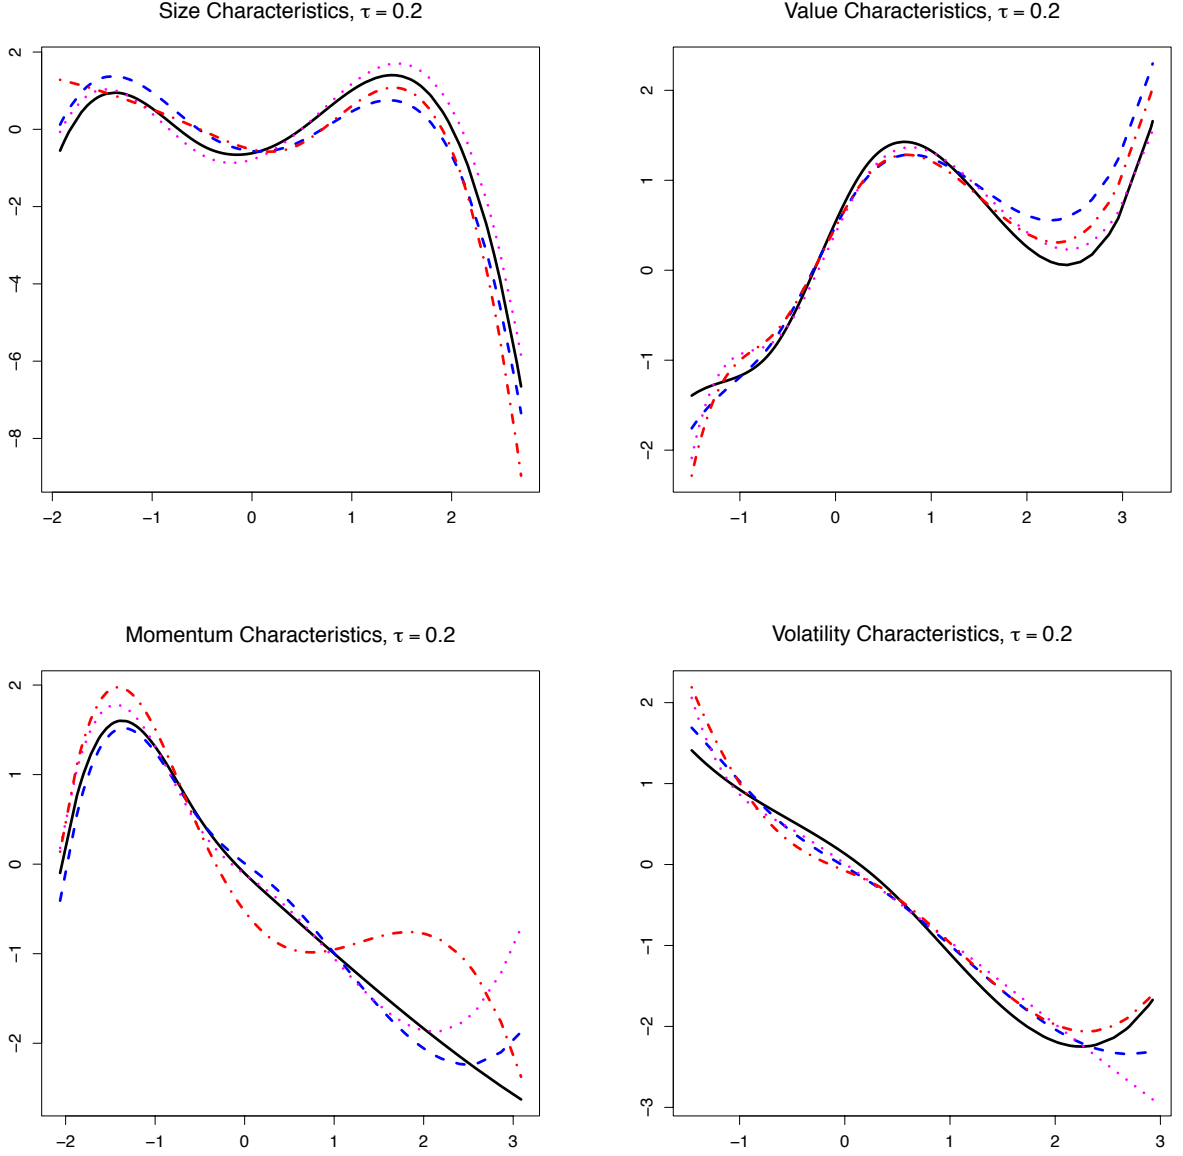 Size Characteristics, τ = 0.2
2
0
−2
−4
−6
−8
−2 −1 0 1 2
Value Characteristics, τ = 0.2
2
1
0
−1
−2
−1 0 1 2 3
Momentum Characteristics, τ = 0.2
2
1
0
−1
−2
−2 −1 0 1 2 3
Volatility Characteristics, τ = 0.2
2
1
0
−1
−2
−3
−1 0 1 2 3